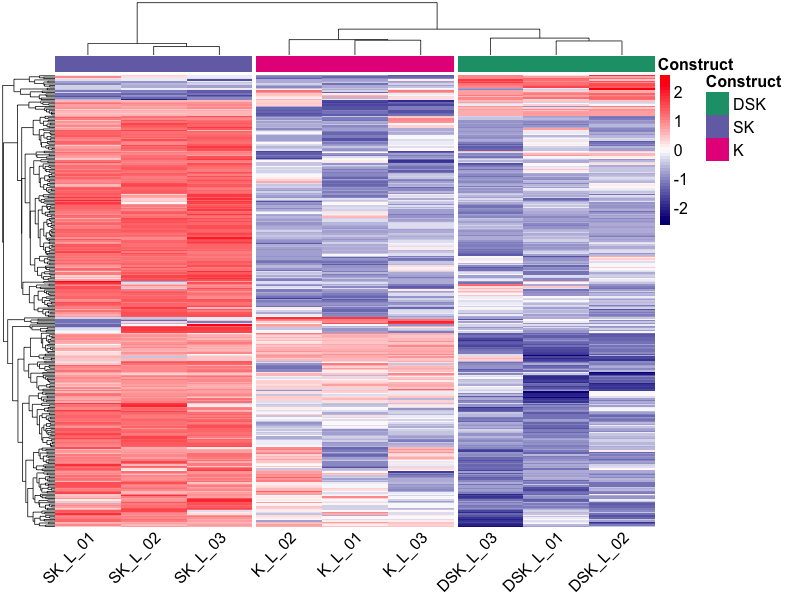 Construct
Construct
2
1
0
-1
-2
DSK
SK
K
SK_L_01
SK_L_02
SK_L_03
K_L_02
K_L_01
K_L_03
DSK_L_03
DSK_L_01
DSK_L_02